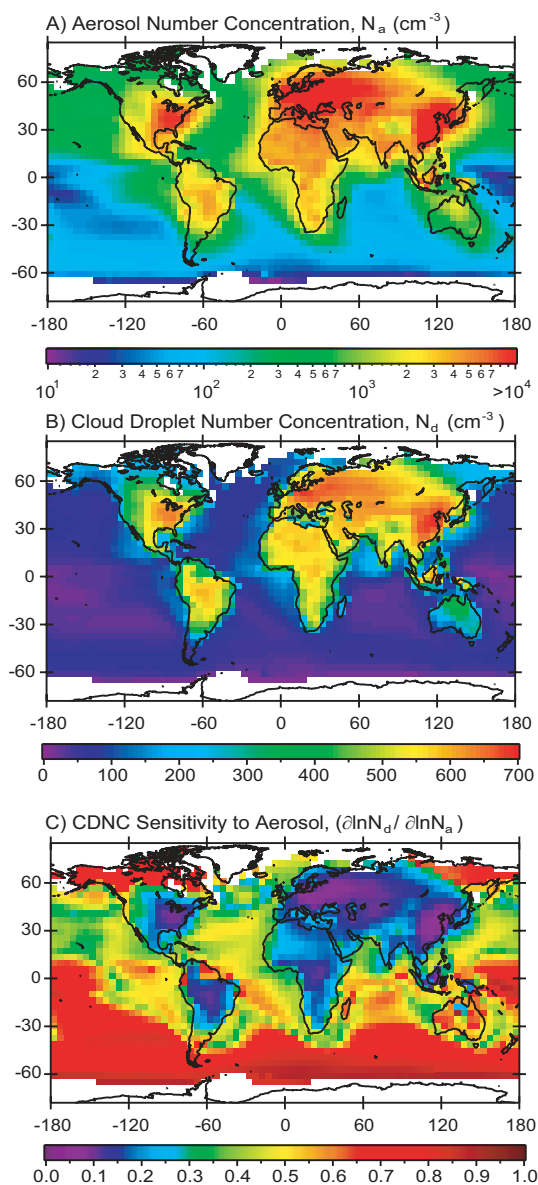 A) Aerosol Number Concentration, Nₐ (cm⁻³)
60
30
0
-30
-60
-180 -120 -60 0 60 120 180
10¹ 2 3 4 5 6 7 10² 2 3 4 5 6 7 10³ 2 3 4 5 6 7 >10⁴
B) Cloud Droplet Number Concentration, N_d (cm⁻³)
60
30
0
-30
-60
-180 -120 -60 0 60 120 180
0 100 200 300 400 500 600 700
C) CDNC Sensitivity to Aerosol, (∂lnN_d / ∂lnNₐ)
60
30
0
-30
-60
-180 -120 -60 0 60 120 180
0.0 0.1 0.2 0.3 0.4 0.5 0.6 0.7 0.8 0.9 1.0